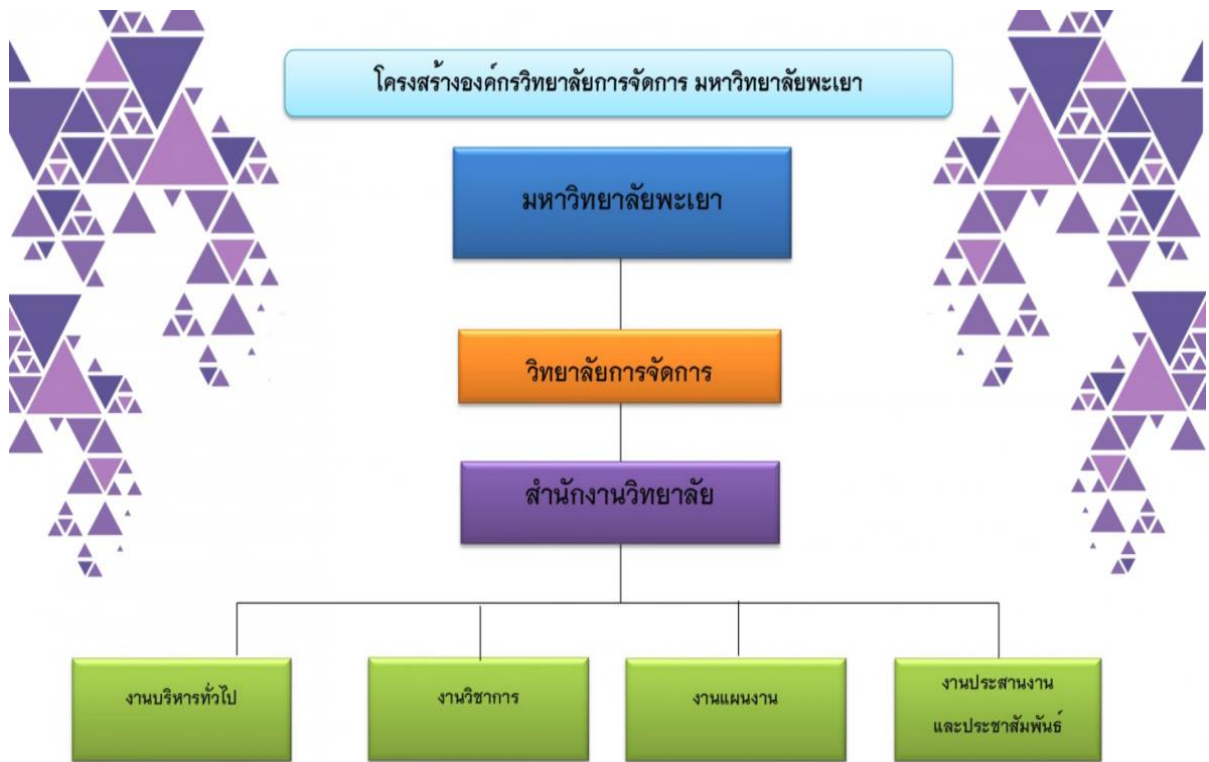 โครงสร้างองค์กรวิทยาลัยการจัดการ มหาวิทยาลัยพะเยา
มหาวิทยาลัยพะเยา
วิทยาลัยการจัดการ
สำนักงานวิทยาลัย
งานบริหารทั่วไป
งานวิชาการ
งานแผนงาน
งานประสานงาน
และประชาสัมพันธ์